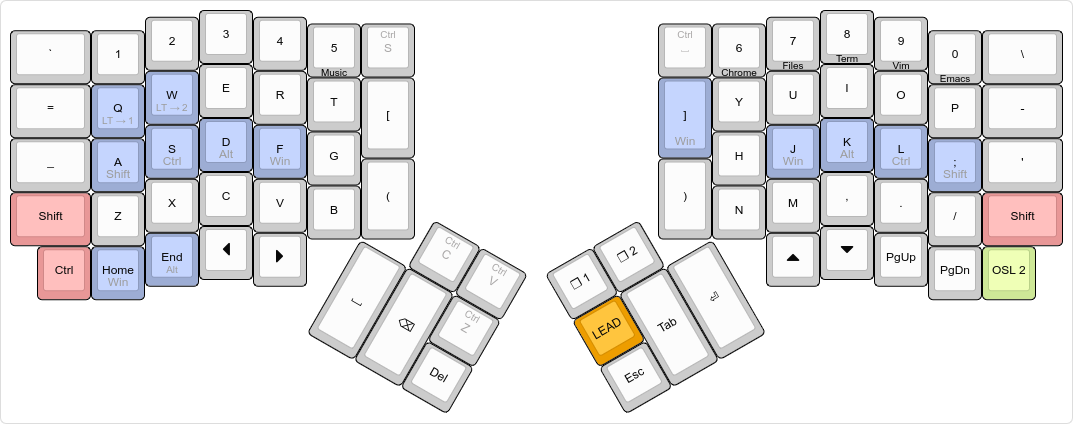 ` 1 2 3 4 5 Ctrl S
Music
Ctrl _ 6 7 8 9 0 \
Chrome Files Term Vim Emacs
= Q W E R T [
LT → 1 LT → 2
] Y U I O P -
Win
_ A S D F G
Shift Ctrl Alt Win
H J K L ; '
Win Alt Ctrl Shift
Shift Z X C V B (
) N M , . / Shift
Ctrl Home End
Win Alt
PgUp PgDn OSL 2
Ctrl C
Ctrl V
Ctrl Z
Del
1 2
LEAD Tab
Esc